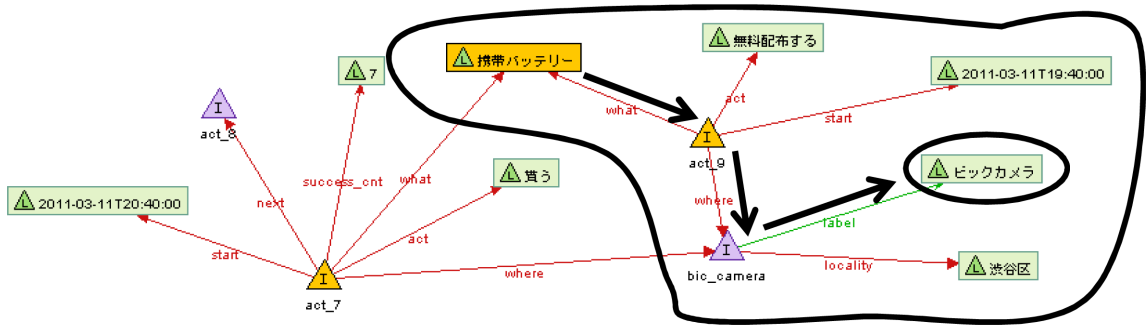 L 無料配布する
L 携帯バッテリー
L 7
L 2011-03-11T19:40:00
what
act
start
I
act_8
I
act_9
L ビックカメラ
L 貰う
success_cnt
what
next
where
label
L 2011-03-11T20:40:00
act
start
I
bic_camera
where
locality
L 渋谷区
I
act_7